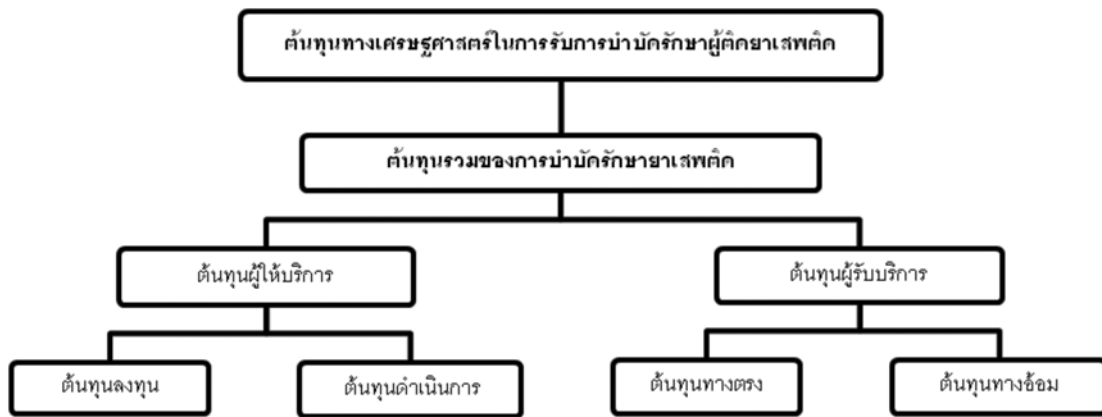 ต้นทุนทางเศรษฐศาสตร์ในการรับการบำบัดรักษาผู้ติดยาเสพติด
ต้นทุนรวมของการบำบัดรักษายาเสพติด
ต้นทุนผู้ให้บริการ
ต้นทุนผู้รับบริการ
ต้นทุนลงทุน
ต้นทุนดำเนินการ
ต้นทุนทางตรง
ต้นทุนทางอ้อม